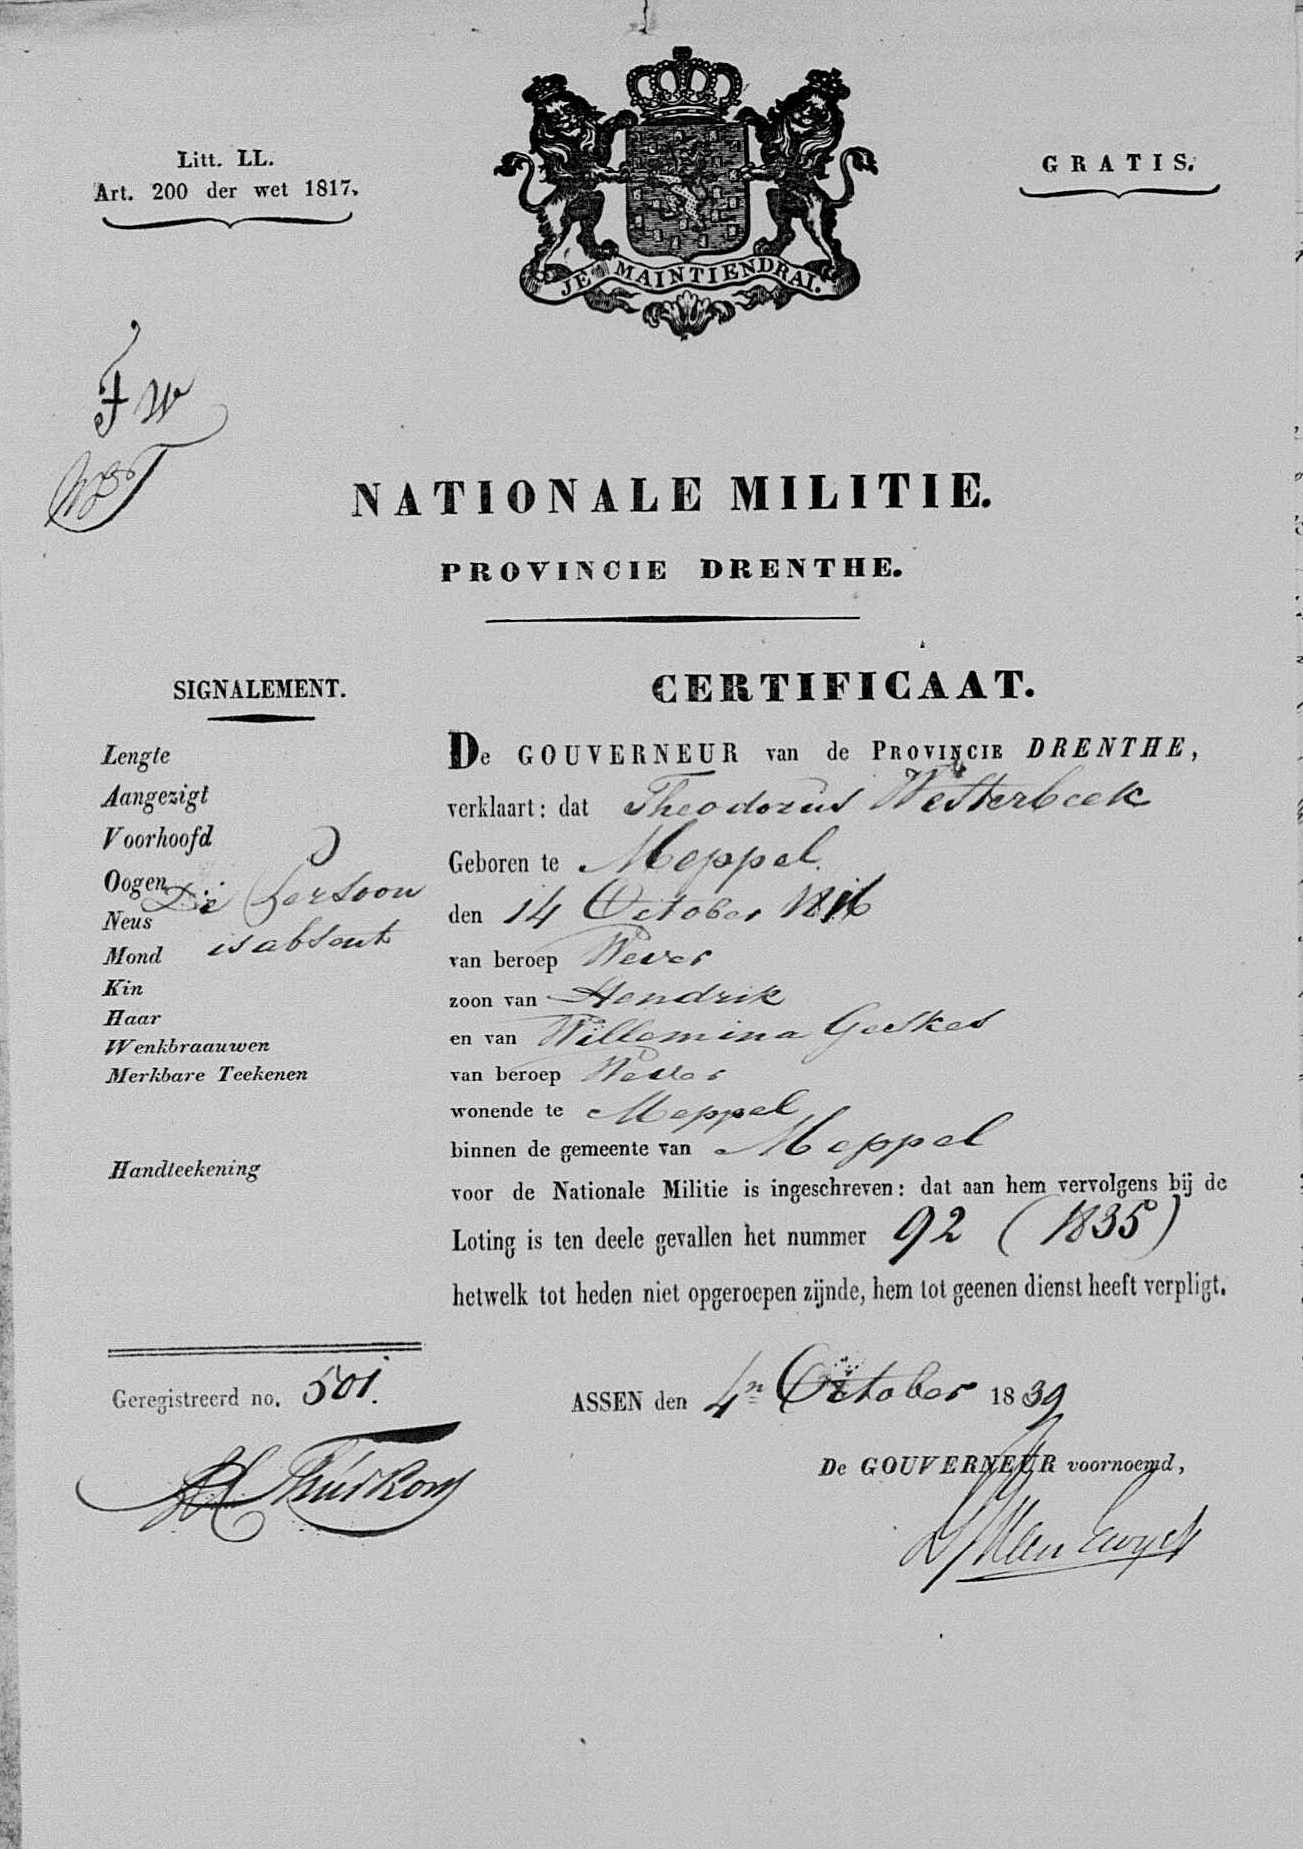 Litt. LL.
Art. 200 der wet 1817.
GRATIS.
JE MAINTIENDRAI.
F W
NATIONALE MILITIE.
PROVINCIE DRENTHE.
SIGNALEMENT.
Lengte
Aangezigt
Voorhoofd
Oogen
De Persoon
Neus
is absent
Mond
Kin
Haar
Wenkbraauwen
Merkbare Teekenen
Handteekening
CERTIFICAAT.
De GOUVERNEUR van de PROVINCIE DRENTHE,
verklaart: dat Theodorus Westerbeek
Geboren te Meppel
den 14 October 1816
van beroep Wever
zoon van Hendrik
en van Willemina Geskes
van beroep Wever
wonende te Meppel
binnen de gemeente van Meppel
voor de Nationale Militie is ingeschreven: dat aan hem vervolgens bij de
Loting is ten deele gevallen het nummer 92 (1835)
hetwelk tot heden niet opgeroepen zijnde, hem tot geenen dienst heeft verpligt.
Geregistreerd no. 501.
ASSEN den 4n October 1839
De GOUVERNEUR voornoemd,